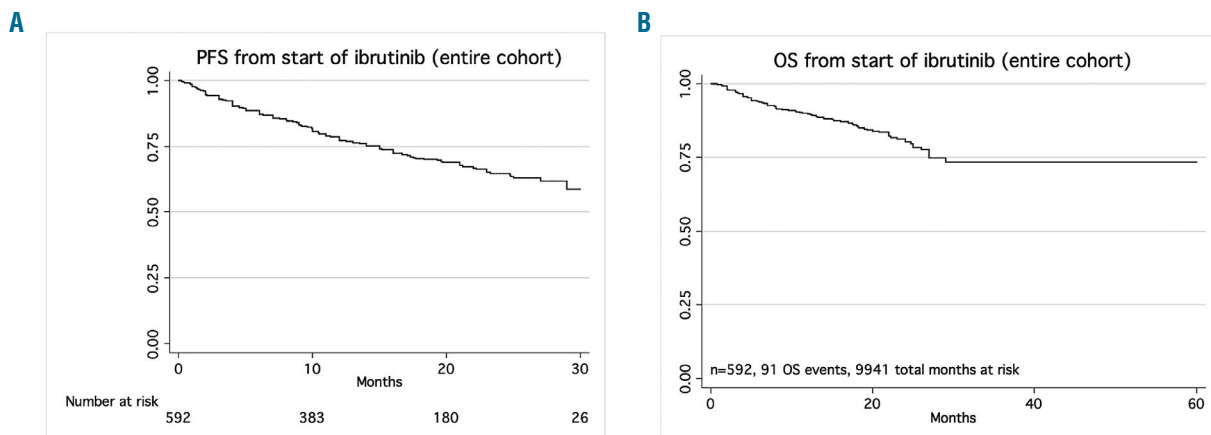 A
PFS from start of ibrutinib (entire cohort)
1.00
0.75
0.50
0.25
0.00
0 10 20 30
Months
Number at risk
592 383 180 26
B
OS from start of ibrutinib (entire cohort)
1.00
0.75
0.50
0.25
0.00
n=592, 91 OS events, 9941 total months at risk
0 20 40 60
Months